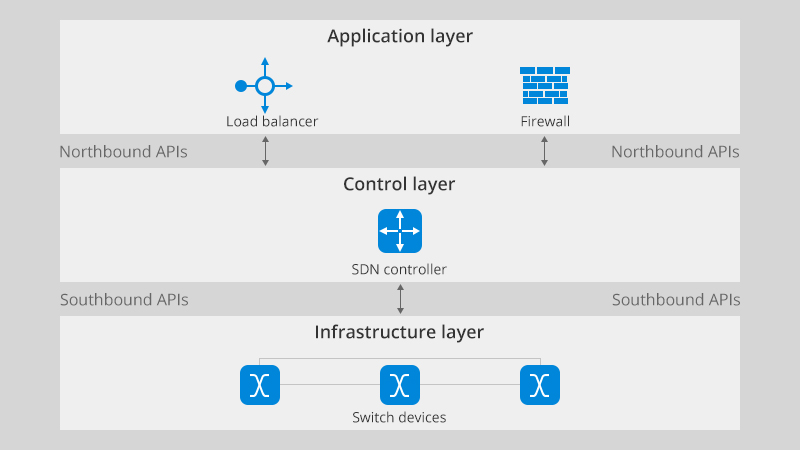 Application layer
Load balancer
Firewall
Northbound APIs
Northbound APIs
Control layer
SDN controller
Southbound APIs
Southbound APIs
Infrastructure layer
Switch devices